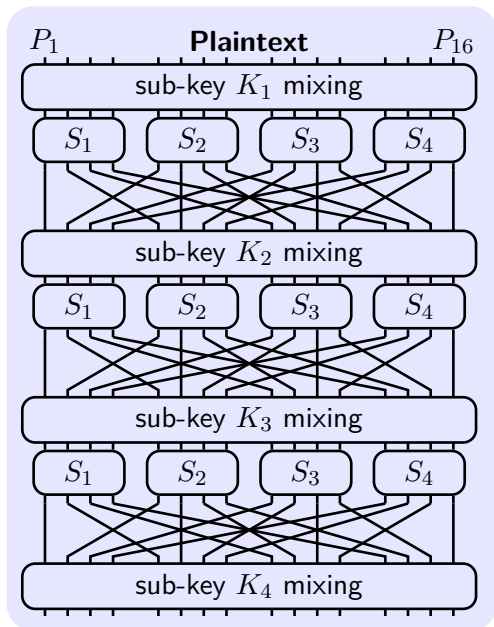 P₁ Plaintext P₁₆
sub-key K₁ mixing
S₁ S₂ S₃ S₄
sub-key K₂ mixing
S₁ S₂ S₃ S₄
sub-key K₃ mixing
S₁ S₂ S₃ S₄
sub-key K₄ mixing